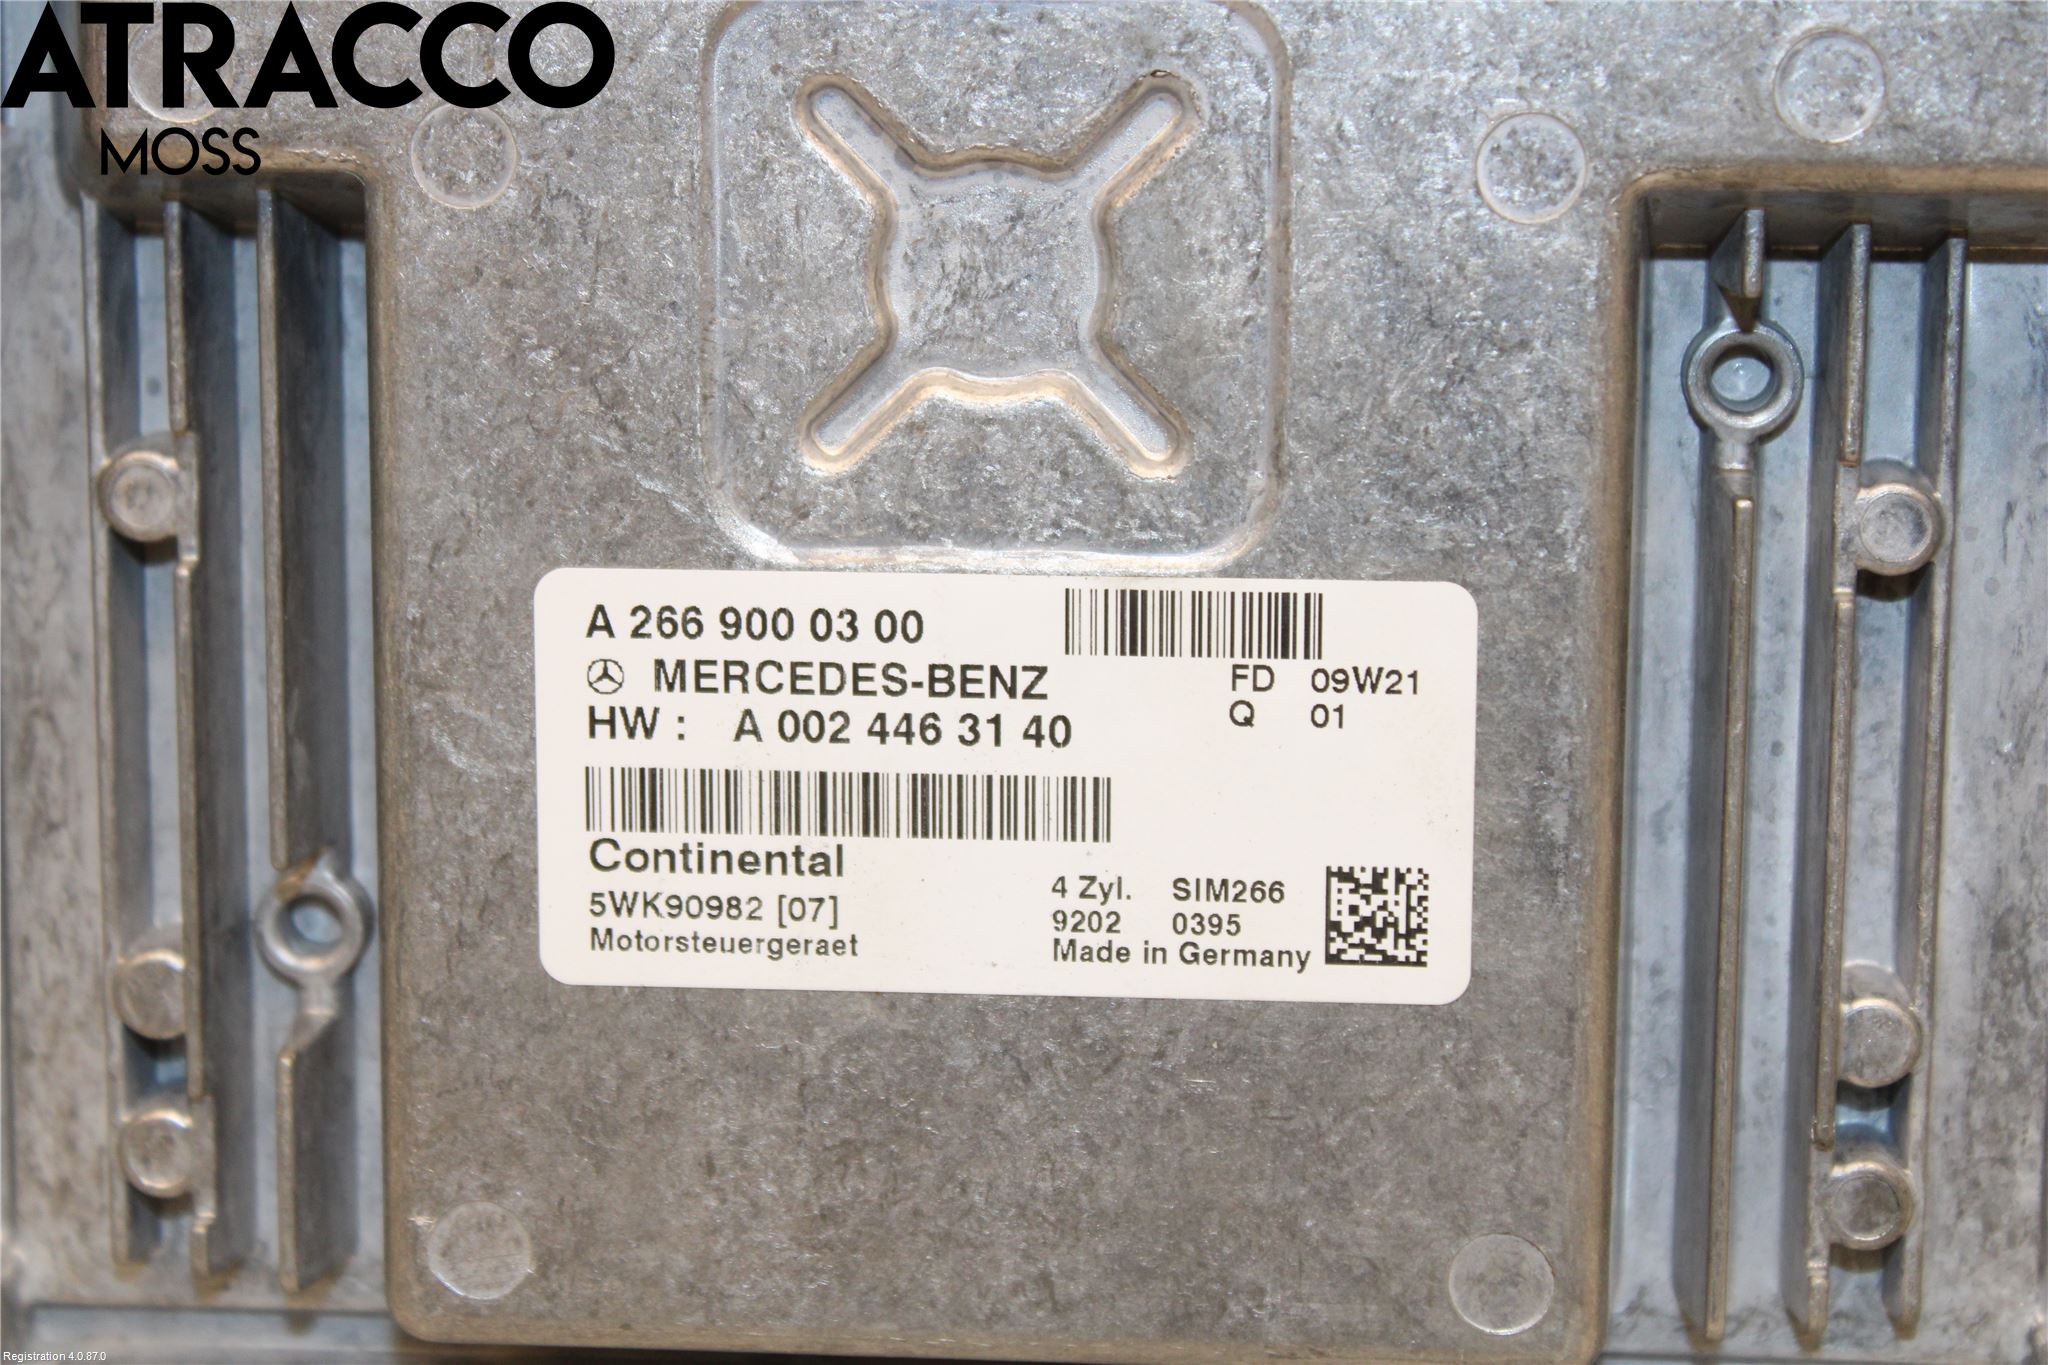 ATRACCO
MOSS
A 266 900 03 00
MERCEDES-BENZ
FD 09W21
HW : A 002 446 31 40
Q 01
Continental
5WK90982 [07]
Motorsteuergeraet
4 Zyl. SIM266
9202 0395
Made in Germany
Registration 4.0.87.0